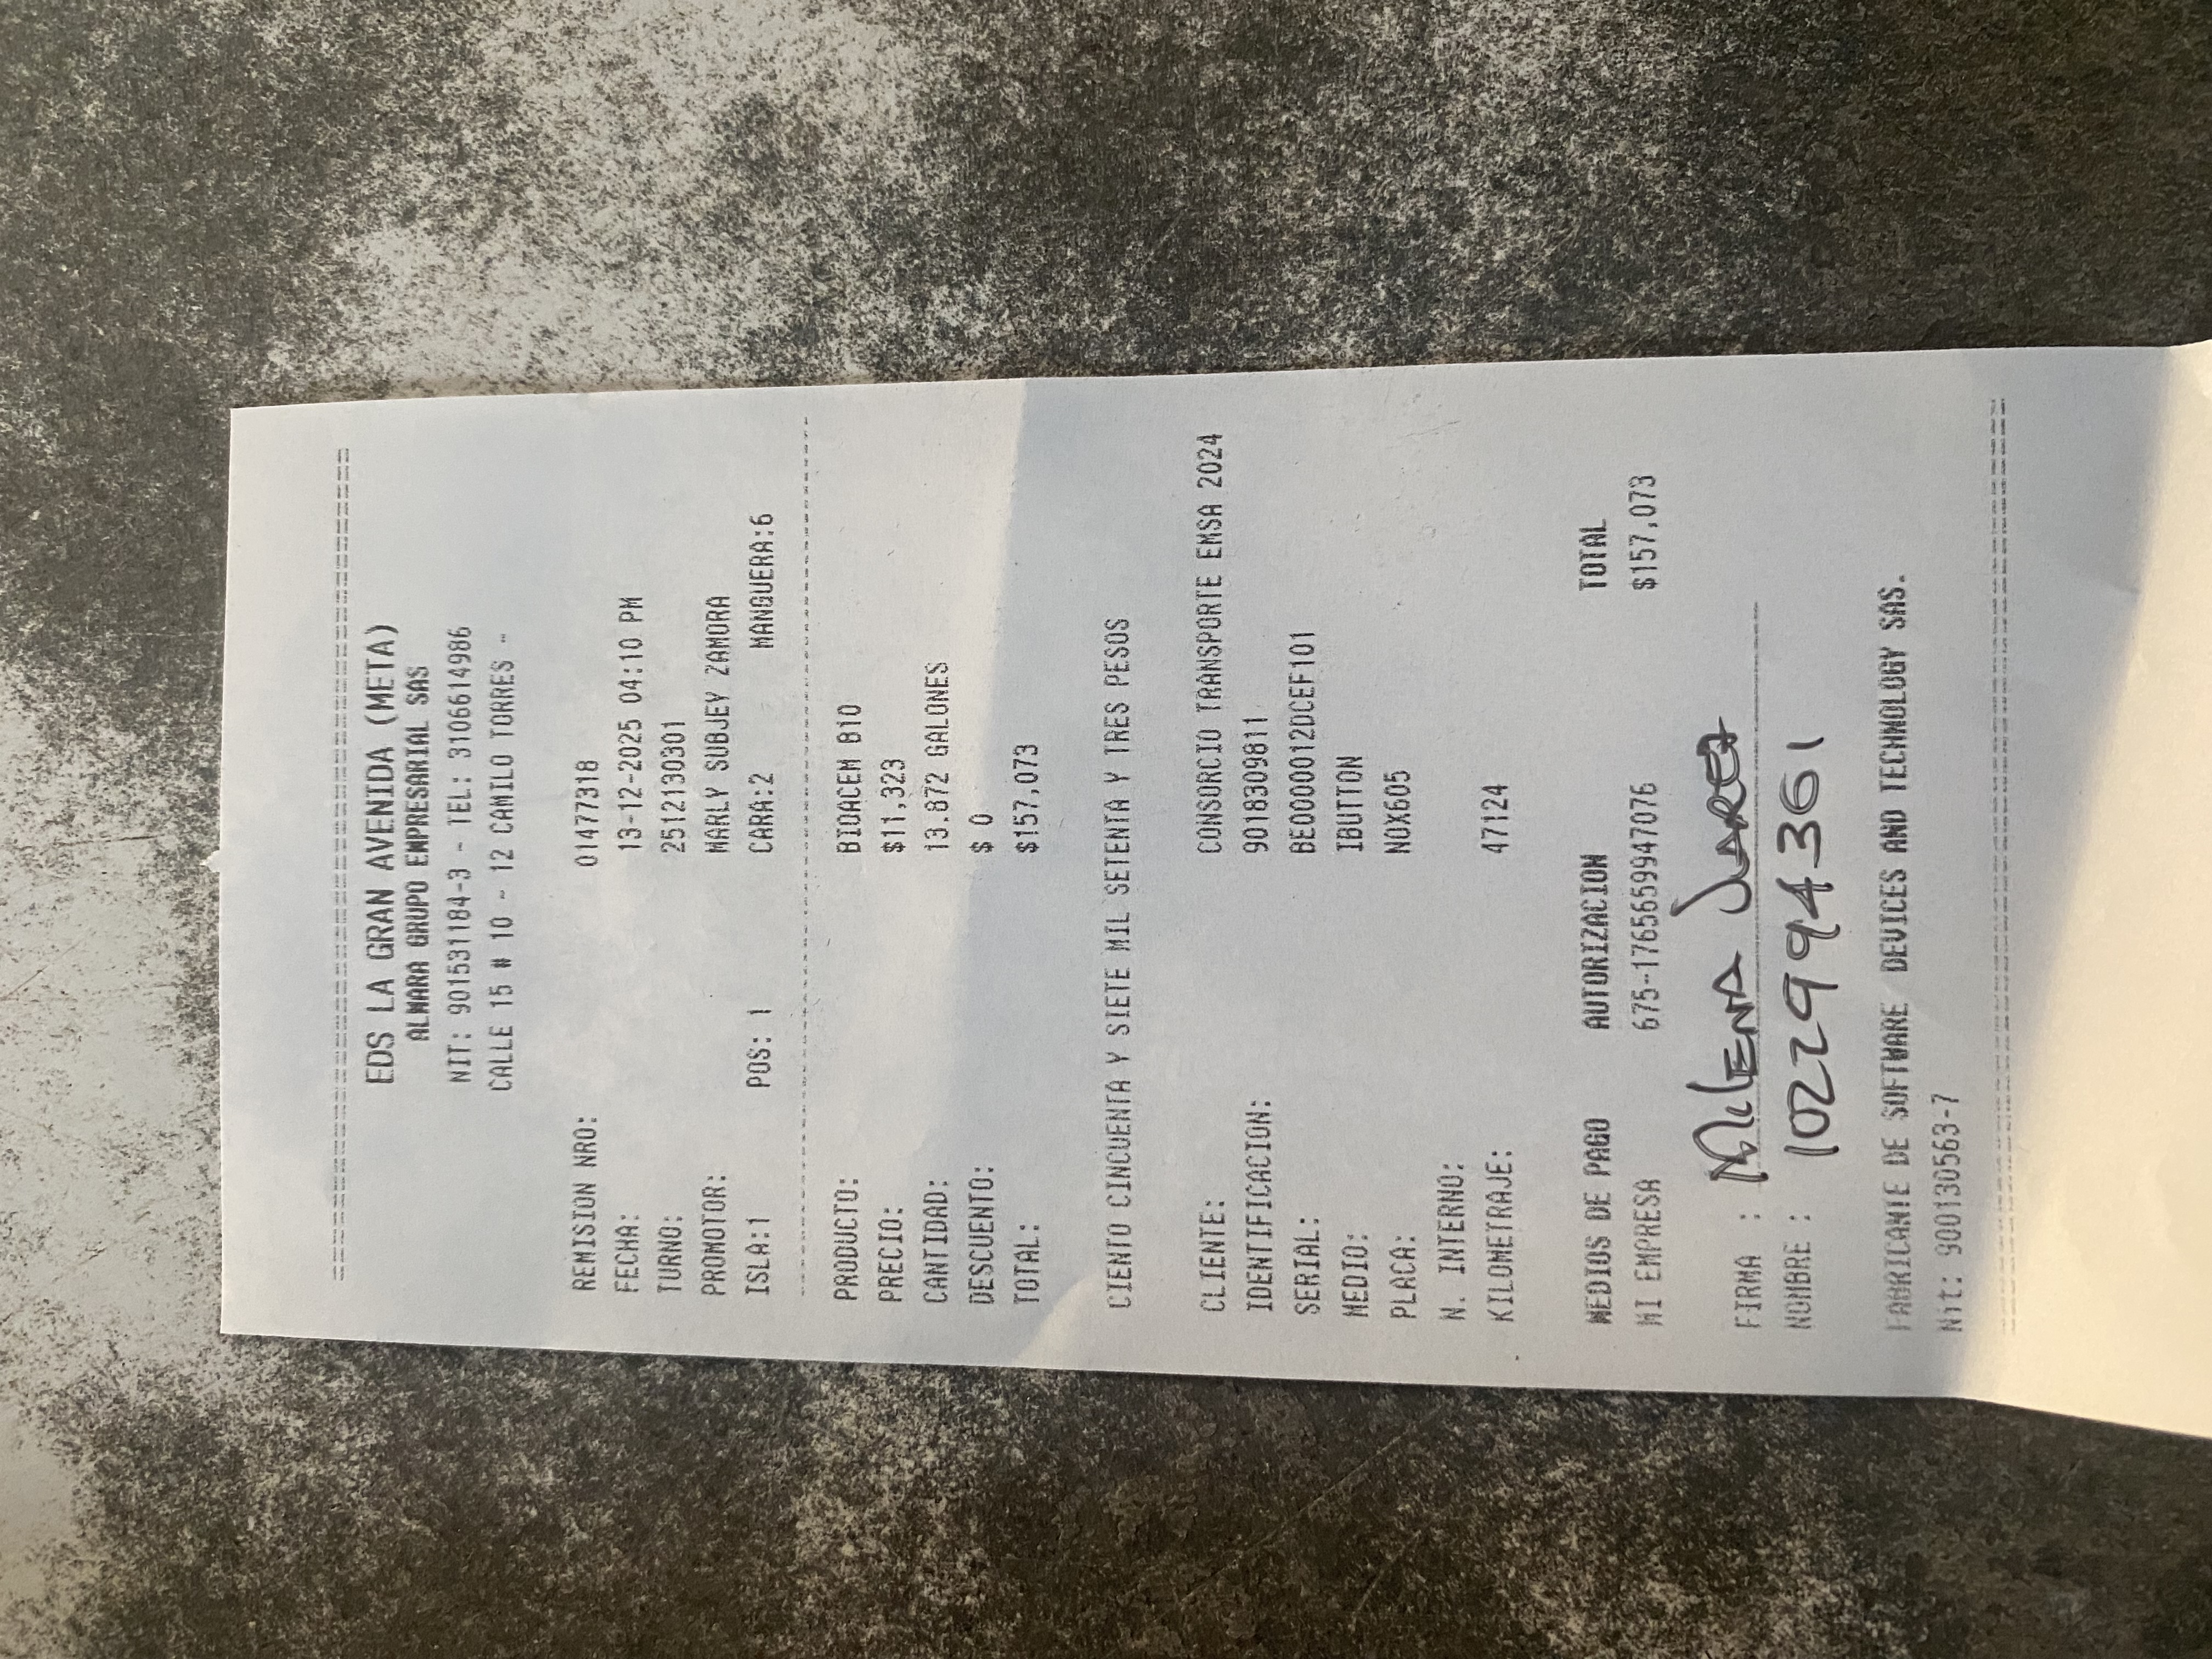 EDS LA GRAN AVENIDA (META)
ALMARA GRUPO EMPRESARIAL SAS
NIT: 901531184-3 - TEL: 3106614986
CALLE 15 # 10 - 12 CAMILO TORRES --
REMISION NRO: 01477318
FECHA: 13-12-2025 04:10 PM
TURNO: 2512130301
PROMOTOR: MARLY SUBJEY ZAMORA
ISLA:1 POS: 1 CARA:2 MANGUERA:6
PRODUCTO: BIOACEM B10
PRECIO: $11,323
CANTIDAD: 13.872 GALONES
DESCUENTO: $ 0
TOTAL: $157,073
CIENTO CINCUENTA Y SIETE MIL SETENTA Y TRES PESOS
CLIENTE: CONSORCIO TRANSPORTE EMSA 2024
IDENTIFICACION: 9018309811
SERIAL: BE000012DCEF101
MEDIO: IBUTTON
PLACA: NOX605
N. INTERNO:
KILOMETRAJE: 47124
MEDIOS DE PAGO AUTORIZACION TOTAL
MI EMPRESA 675-1765659947076 $157,073
FIRMA : Milena Juarez
NOMBRE : 1022994361
FABRICANTE DE SOFTWARE DEVICES AND TECHNOLOGY SAS.
Nit: 900130563-7